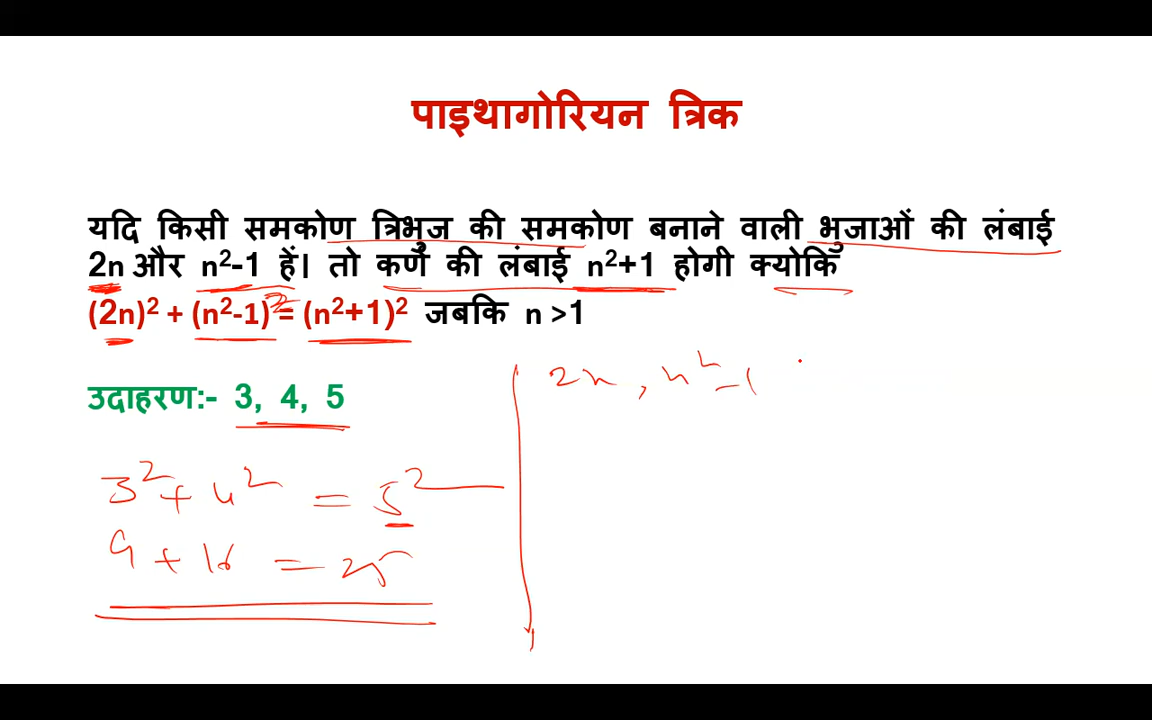 पाइथागोरियन त्रिक
यदि किसी समकोण त्रिभुज की समकोण बनाने वाली भुजाओं की लंबाई
2n और n²-1 हें। तो कर्ण की लंबाई n²+1 होगी क्योकि
(2n)² + (n²-1)² = (n²+1)² जबकि n >1
उदाहरण:- 3, 4, 5
2n, n²-1
3² + 4² = 5²
9 + 16 = 25